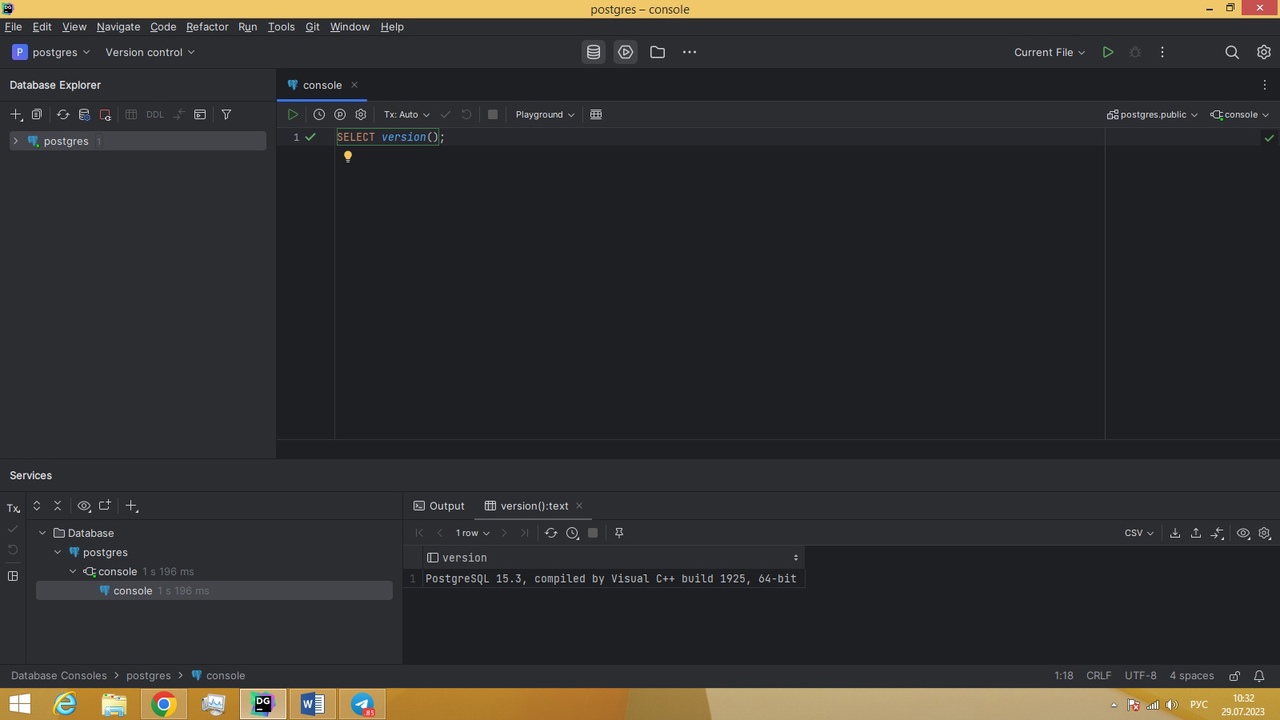 postgres – console
File Edit View Navigate Code Refactor Run Tools Git Window Help
P postgres Version control Current File
Database Explorer
console
DDL Tx: Auto Playground postgres.public console
postgres 1
1 SELECT version();
Services
Tx
Output version():text
Database
1 row CSV
postgres
version
console 1 s 196 ms
1 PostgreSQL 15.3, compiled by Visual C++ build 1925, 64-bit
console 1 s 196 ms
Database Consoles > postgres > console 1:18 CRLF UTF-8 4 spaces
DG
W
85
РУС
10:32
29.07.2023